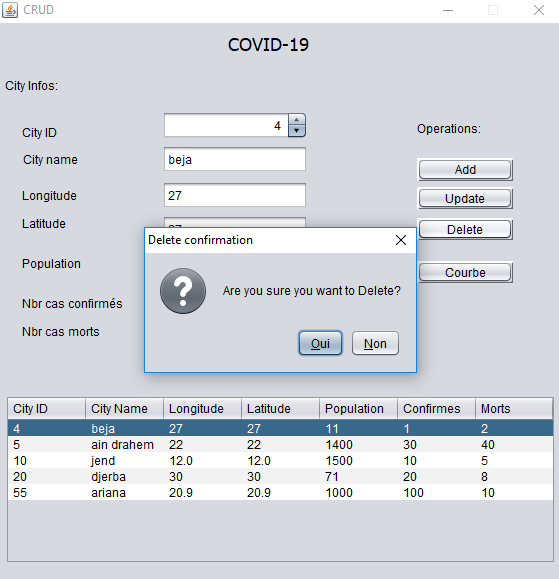 CRUD
COVID-19
City Infos:
City ID
4
Operations:
City name
beja
Add
Longitude
27
Update
Latitude
Delete
Delete confirmation
Population
Are you sure you want to Delete?
Courbe
Nbr cas confirmés
Nbr cas morts
Oui
Non
City ID City Name Longitude Latitude Population Confirmes Morts
4 beja 27 27 11 1 2
5 ain drahem 22 22 1400 30 40
10 jend 12.0 12.0 1500 10 5
20 djerba 30 30 71 20 8
55 ariana 20.9 20.9 1000 100 10